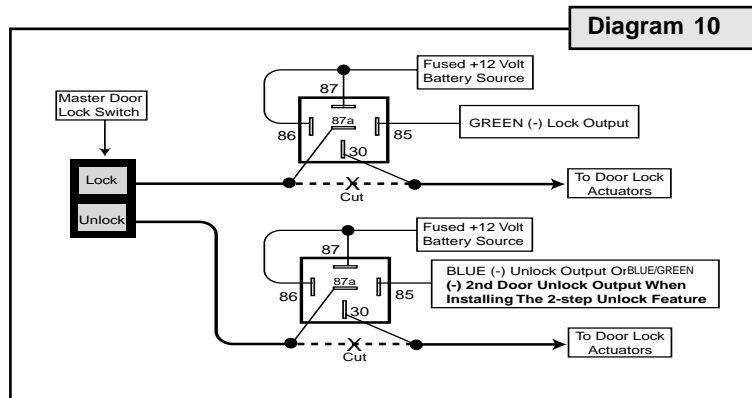 Diagram 10
Fused +12 Volt
Battery Source
87
Master Door
Lock Switch
87a
86
85
GREEN (-) Lock Output
30
Lock
Cut
To Door Lock
Actuators
Unlock
Fused +12 Volt
Battery Source
87
BLUE (-) Unlock Output OrBLUE/GREEN
(-) 2nd Door Unlock Output When
Installing The 2-step Unlock Feature
87a
86
85
30
Cut
To Door Lock
Actuators